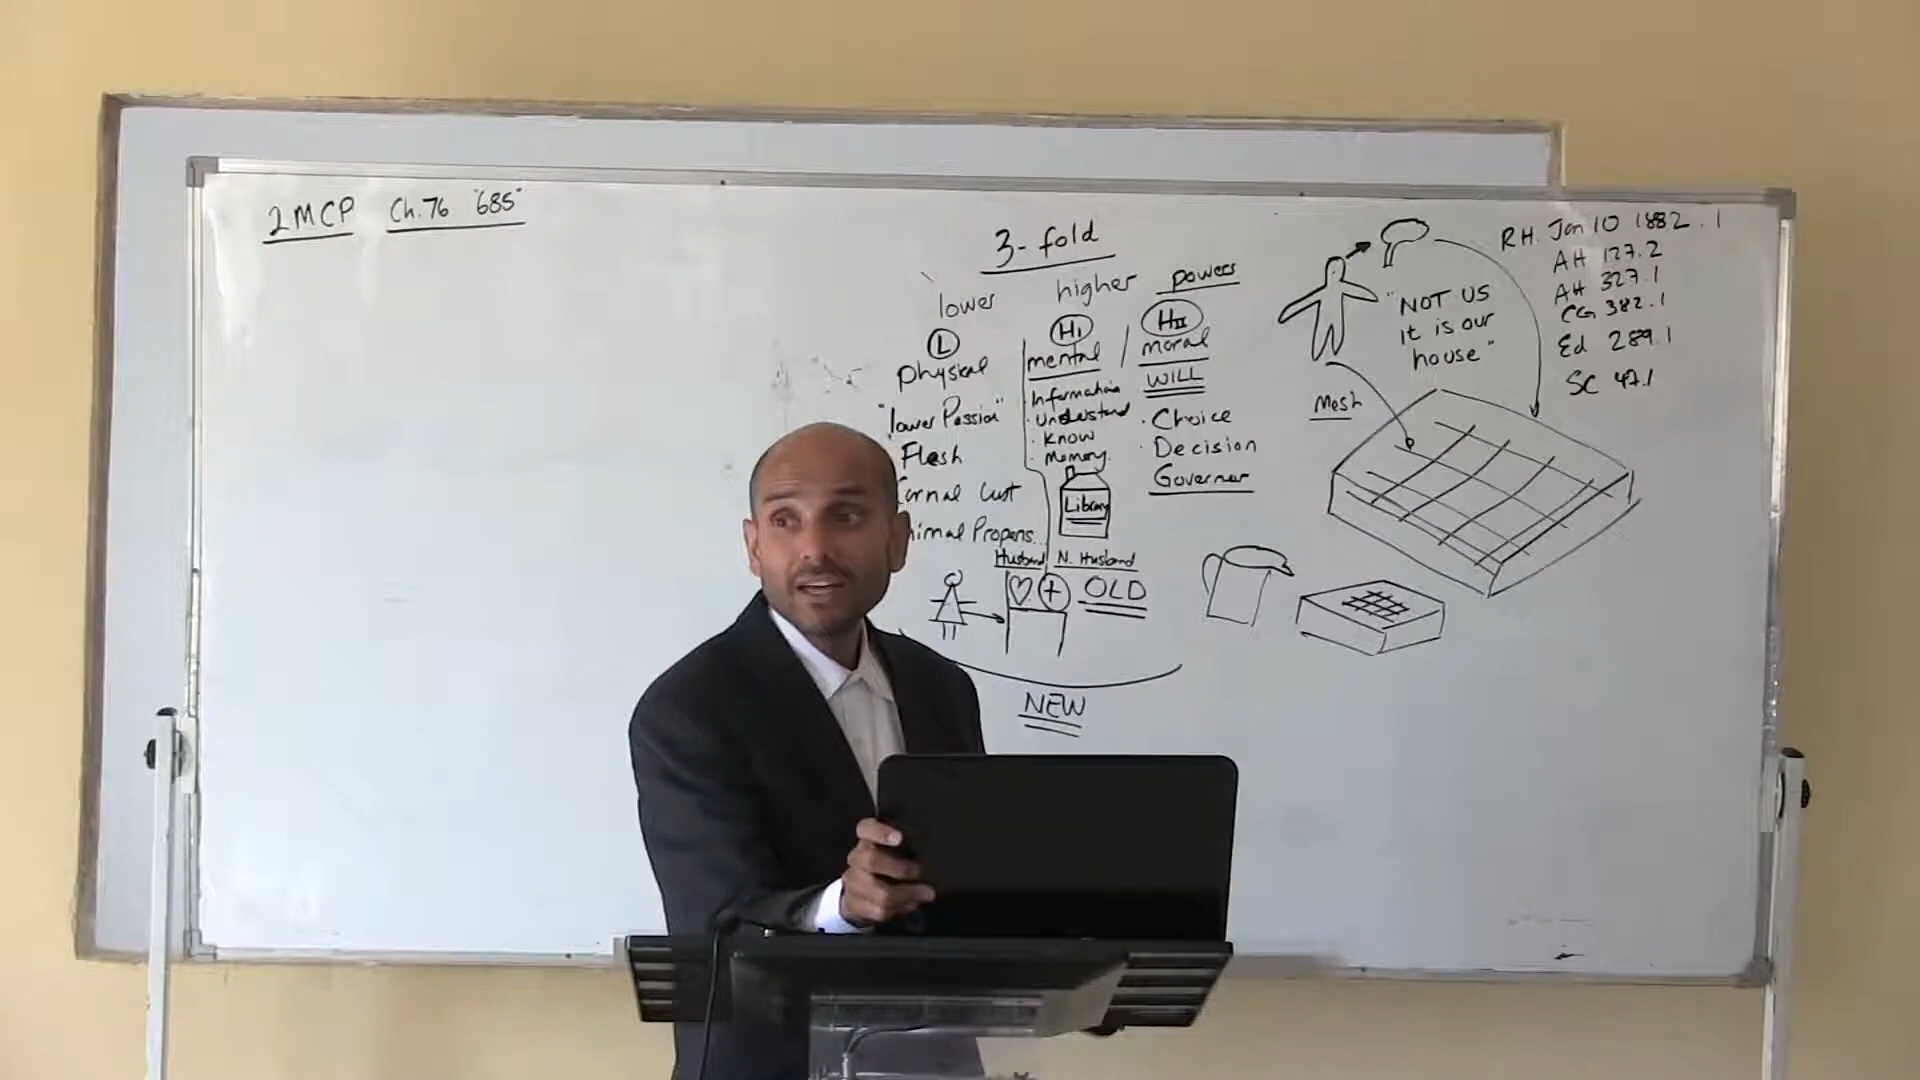 2MCP Ch.76 "685"
3-fold
lower higher powers
L
physical
"lower Passion"
Flesh
Carnal Lust
Animal Propens...
H1
mental
Information
· Understand
· Know
· Memory
Library
HII
moral
WILL
· Choice
· Decision
Governor
Husband N. Husband
OLD
NEW
"NOT US
it is our
house"
Mesh
RH. Jan 10 1882.1
AH 127.2
AH 327.1
CG 382.1
Ed 289.1
SC 47.1